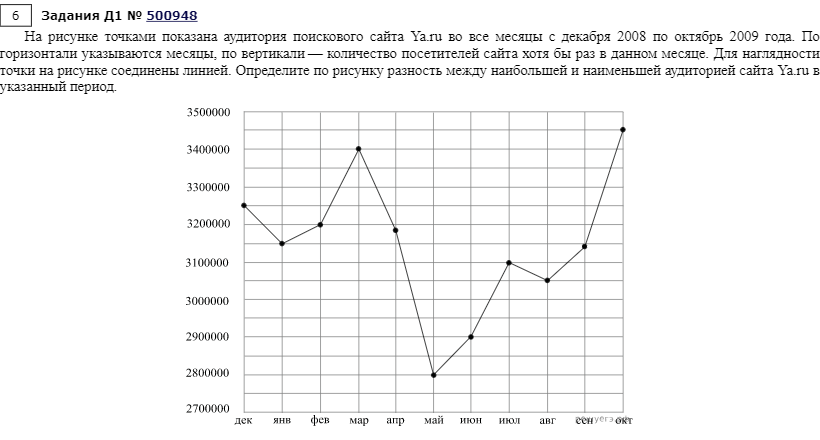 6 Задания Д1 № 500948
На рисунке точками показана аудитория поискового сайта Ya.ru во все месяцы с декабря 2008 по октябрь 2009 года. По
горизонтали указываются месяцы, по вертикали — количество посетителей сайта хотя бы раз в данном месяце. Для наглядности
точки на рисунке соединены линией. Определите по рисунку разность между наибольшей и наименьшей аудиторией сайта Ya.ru в
указанный период.
3500000
3400000
3300000
3200000
3100000
3000000
2900000
2800000
2700000
дек янв фев мар апр май июн июл авг сен окт